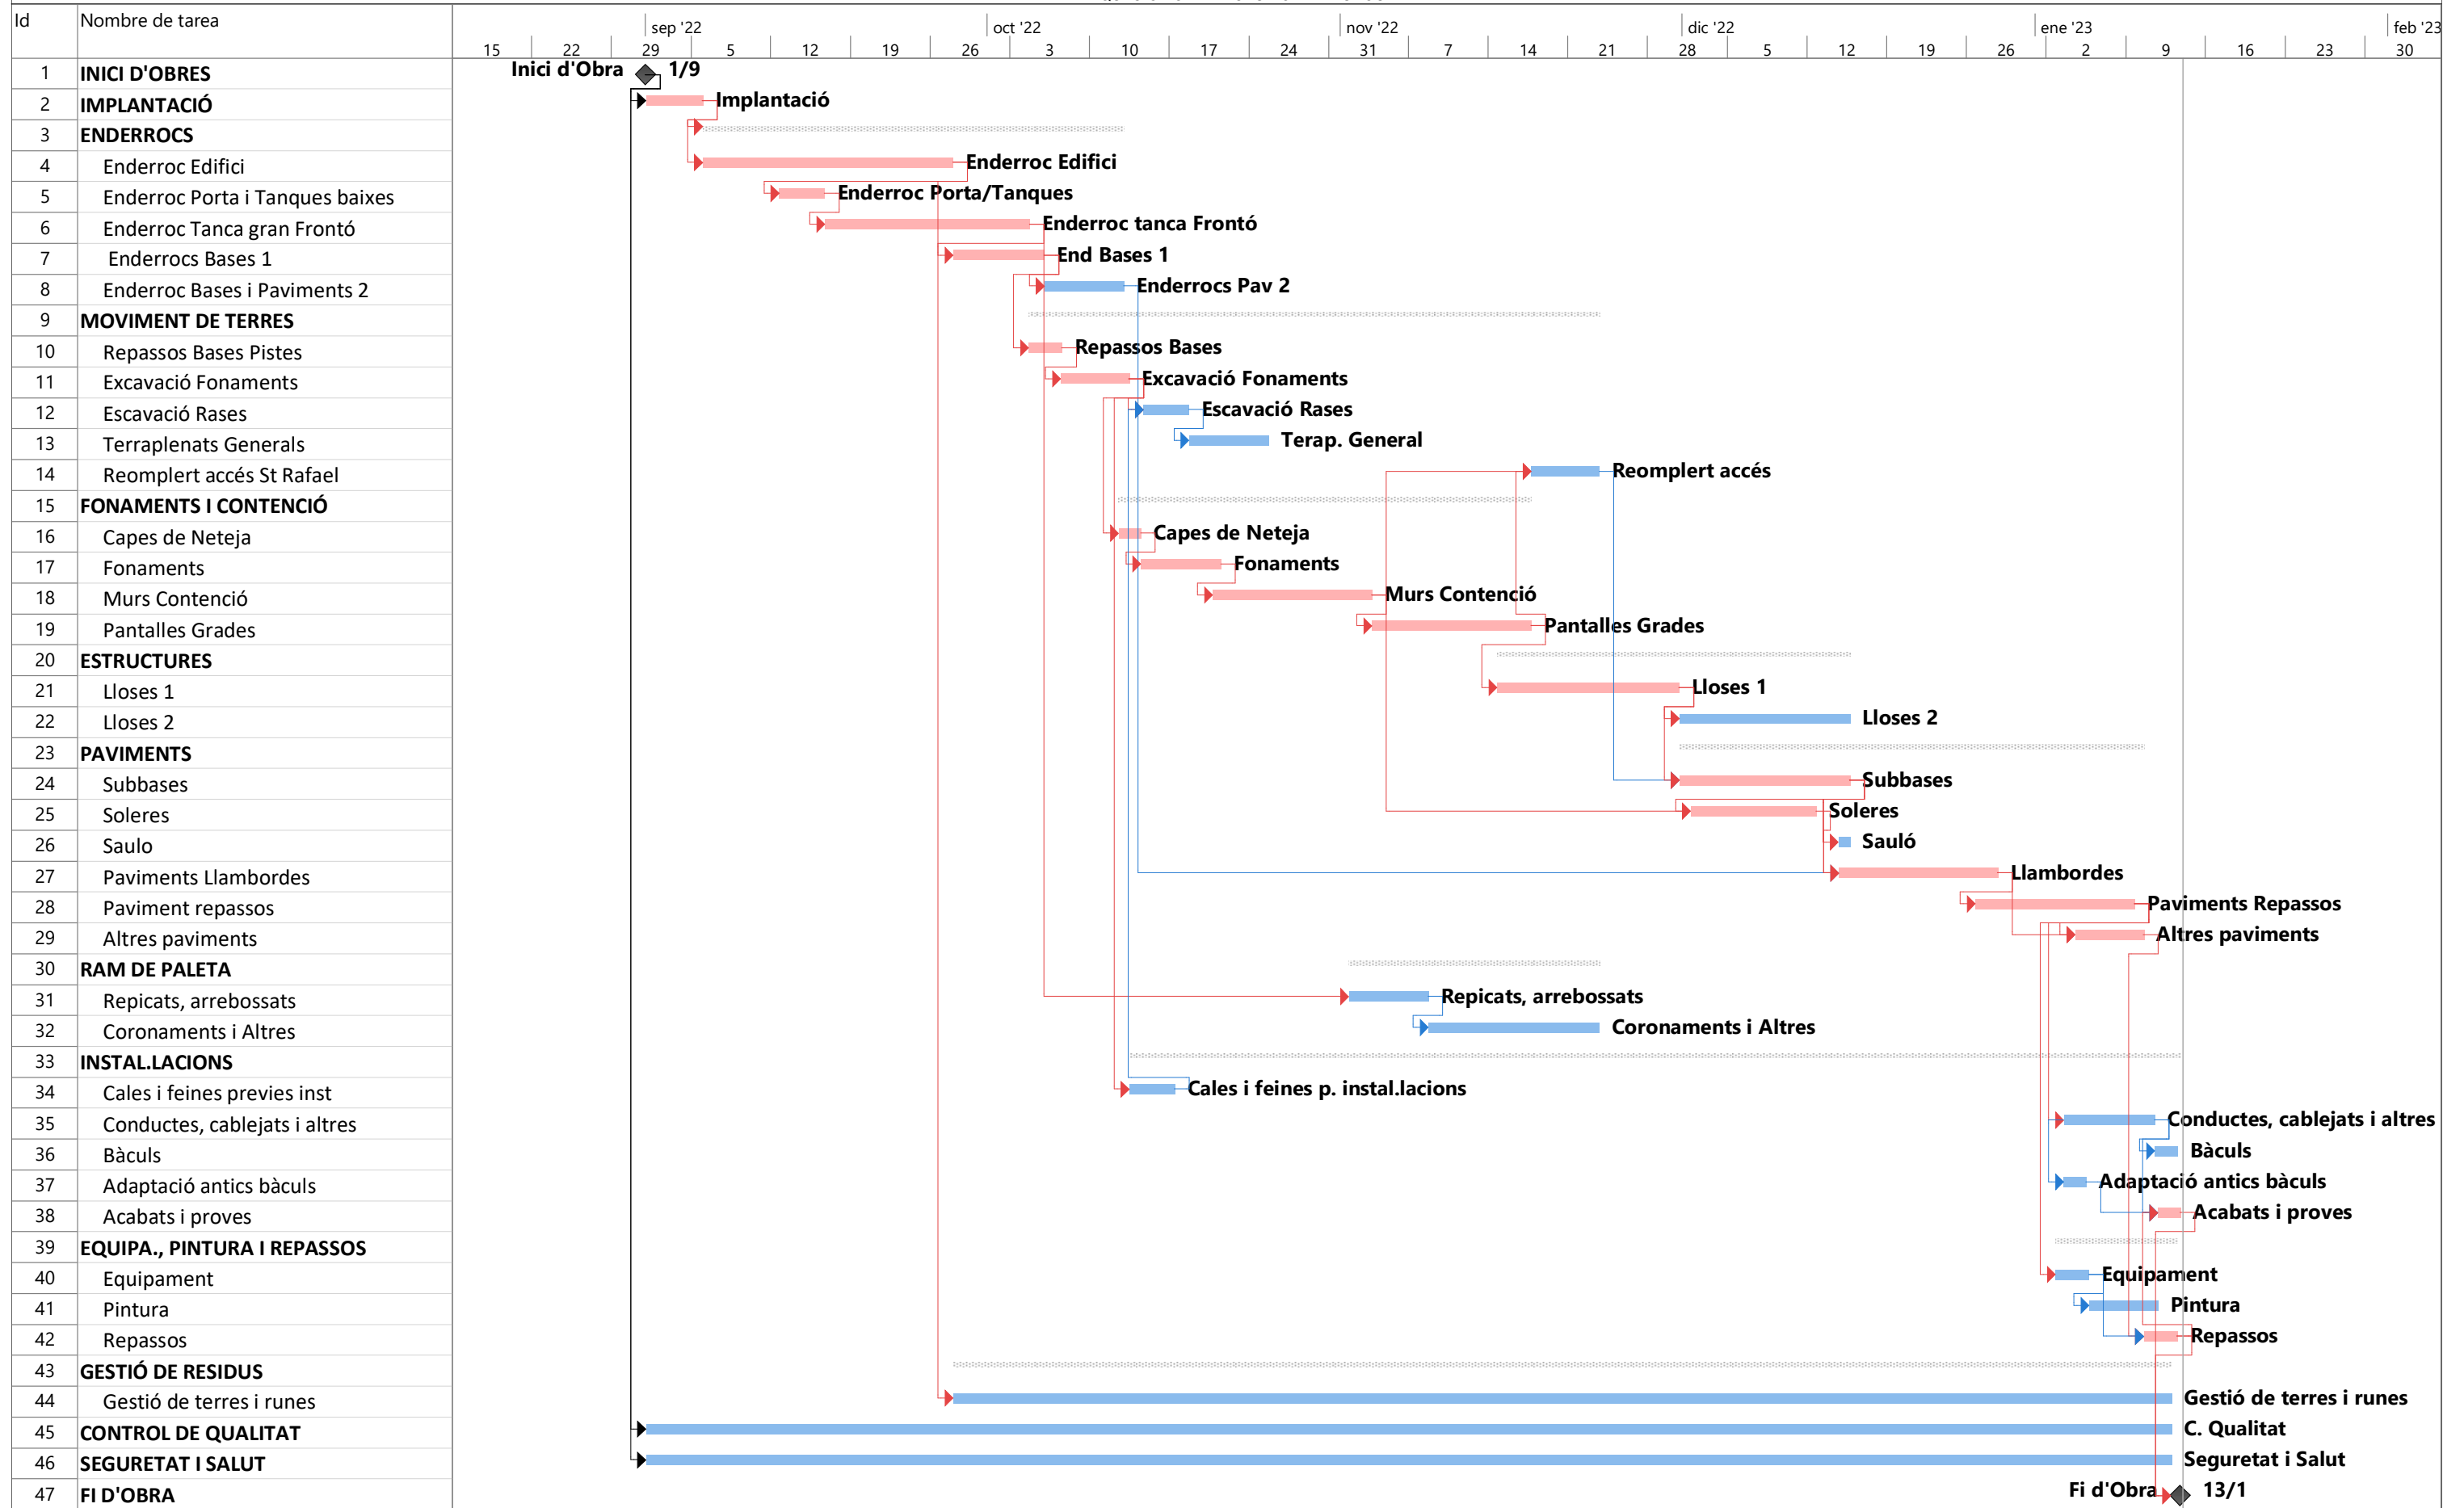 Id Nombre de tarea
sep '22 oct '22 nov '22 dic '22 ene '23 feb '23
15 22 29 5 12 19 26 3 10 17 24 31 7 14 21 28 5 12 19 26 2 9 16 23 30
1 INICI D'OBRES Inici d'Obra 1/9
2 IMPLANTACIÓ Implantació
3 ENDERROCS
4 Enderroc Edifici Enderroc Edifici
5 Enderroc Porta i Tanques baixes Enderroc Porta/Tanques
6 Enderroc Tanca gran Frontó Enderroc tanca Frontó
7 Enderrocs Bases 1 End Bases 1
8 Enderroc Bases i Paviments 2 Enderrocs Pav 2
9 MOVIMENT DE TERRES
10 Repassos Bases Pistes Repassos Bases
11 Excavació Fonaments Excavació Fonaments
12 Escavació Rases Escavació Rases
13 Terraplenats Generals Terap. General
14 Reomplert accés St Rafael Reomplert accés
15 FONAMENTS I CONTENCIÓ
16 Capes de Neteja Capes de Neteja
17 Fonaments Fonaments
18 Murs Contenció Murs Contenció
19 Pantalles Grades Pantalles Grades
20 ESTRUCTURES
21 Lloses 1 Lloses 1
22 Lloses 2 Lloses 2
23 PAVIMENTS
24 Subbases Subbases
25 Soleres Soleres
26 Saulo Sauló
27 Paviments Llambordes Llambordes
28 Paviment repassos Paviments Repassos
29 Altres paviments Altres paviments
30 RAM DE PALETA
31 Repicats, arrebossats Repicats, arrebossats
32 Coronaments i Altres Coronaments i Altres
33 INSTAL.LACIONS
34 Cales i feines previes inst Cales i feines p. instal.lacions
35 Conductes, cablejats i altres Conductes, cablejats i altres
36 Bàculs Bàculs
37 Adaptació antics bàculs Adaptació antics bàculs
38 Acabats i proves Acabats i proves
39 EQUIPA., PINTURA I REPASSOS
40 Equipament Equipament
41 Pintura Pintura
42 Repassos Repassos
43 GESTIÓ DE RESIDUS
44 Gestió de terres i runes Gestió de terres i runes
45 CONTROL DE QUALITAT C. Qualitat
46 SEGURETAT I SALUT Seguretat i Salut
47 FI D'OBRA Fi d'Obra 13/1